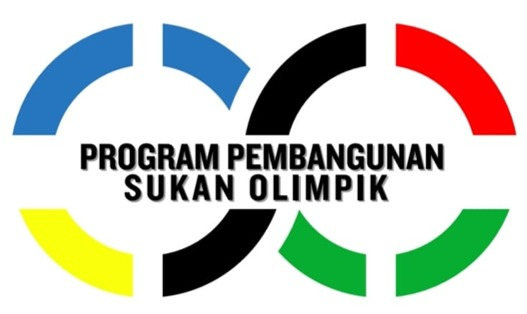 PROGRAM PEMBANGUNAN
SUKAN OLIMPIK